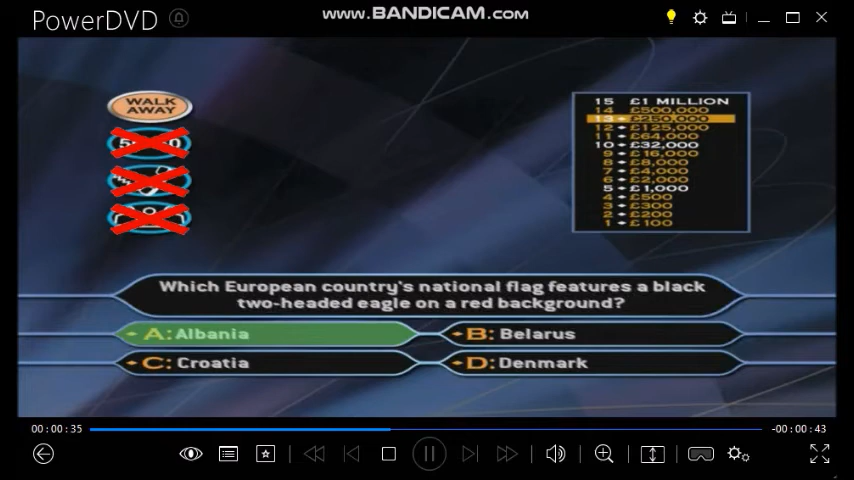 PowerDVD
www.BANDICAM.com
WALK
AWAY
15 £1 MILLION
14 £500,000
13 £250,000
12 £125,000
11 £64,000
10 £32,000
9 £16,000
8 £8,000
7 £4,000
6 £2,000
5 £1,000
4 £500
3 £300
2 £200
1 £100
Which European country's national flag features a black
two-headed eagle on a red background?
A: Albania
B: Belarus
C: Croatia
D: Denmark
00:00:35
-00:00:43